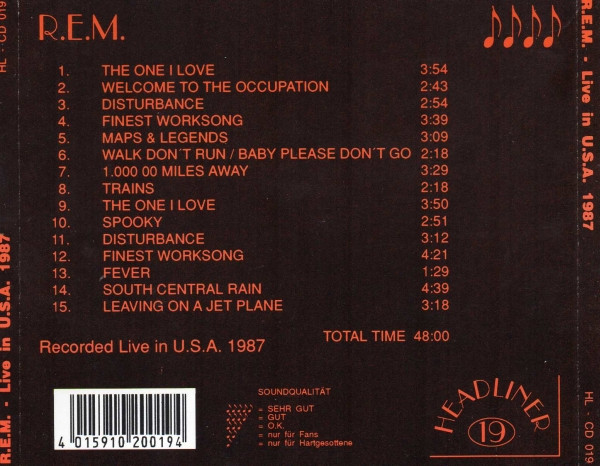 R.E.M. - Live in U.S.A. 1987
HL · CD 019
R.E.M.
1. THE ONE I LOVE 3:54
2. WELCOME TO THE OCCUPATION 2:43
3. DISTURBANCE 2:54
4. FINEST WORKSONG 3:39
5. MAPS & LEGENDS 3:09
6. WALK DON´T RUN / BABY PLEASE DON´T GO 2:18
7. 1.000 00 MILES AWAY 3:29
8. TRAINS 2:18
9. THE ONE I LOVE 3:50
10. SPOOKY 2:51
11. DISTURBANCE 3:12
12. FINEST WORKSONG 4:21
13. FEVER 1:29
14. SOUTH CENTRAL RAIN 4:39
15. LEAVING ON A JET PLANE 3:18
TOTAL TIME 48:00
Recorded Live in U.S.A. 1987
4 015910 200194
SOUNDQUALITÄT
= SEHR GUT
= GUT
= O.K.
= nur für Fans
= nur für Hartgesottene
HEADLINER
19
R.E.M. - Live in U.S.A. 1987
HL · CD 019